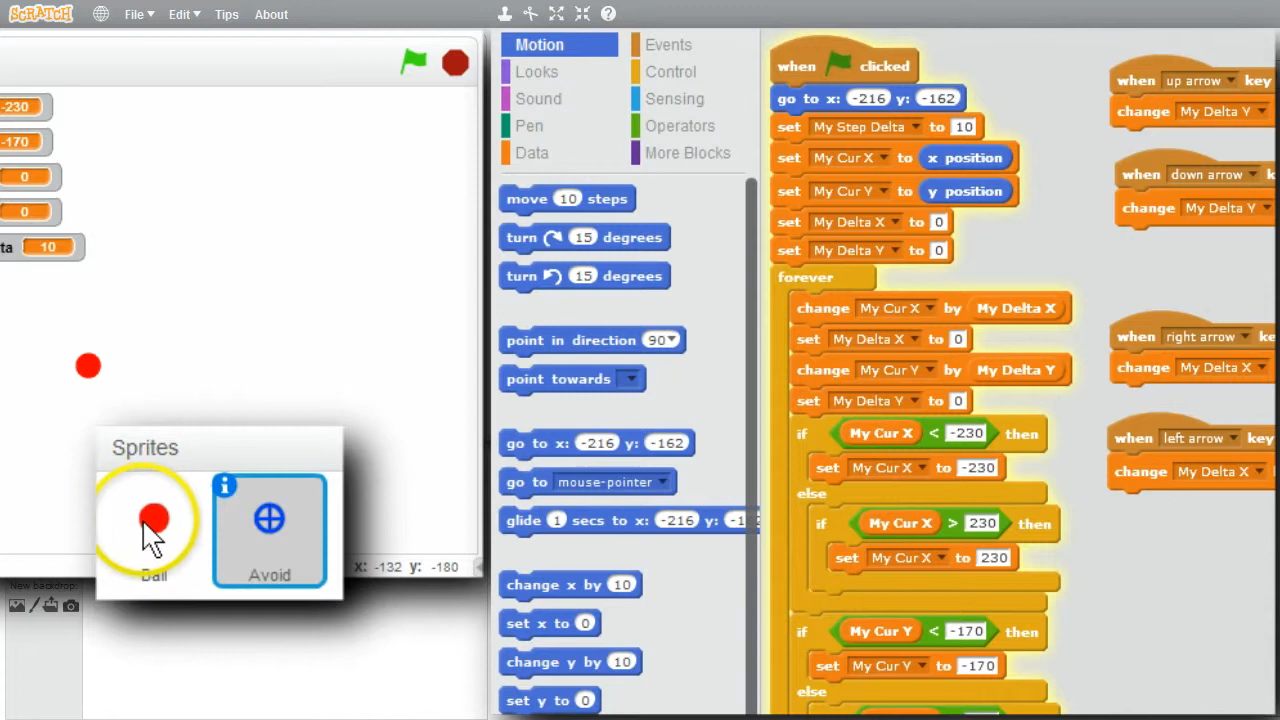 SCRATCH File Edit Tips About
-230
-170
0
0
ta 10
Sprites
Ball
Avoid
x: -132 y: -180
New backdrop:
Motion
Looks
Sound
Pen
Data
Events
Control
Sensing
Operators
More Blocks
move 10 steps
turn 15 degrees
turn 15 degrees
point in direction 90
point towards
go to x: -216 y: -162
go to mouse-pointer
glide 1 secs to x: -216 y:
change x by 10
set x to 0
change y by 10
set y to 0
when clicked
go to x: -216 y: -162
set My Step Delta to 10
set My Cur X to x position
set My Cur Y to y position
set My Delta X to 0
set My Delta Y to 0
forever
change My Cur X by My Delta X
set My Delta X to 0
change My Cur Y by My Delta Y
set My Delta Y to 0
if My Cur X < -230 then
set My Cur X to -230
else
if My Cur X > 230 then
set My Cur X to 230
if My Cur Y < -170 then
set My Cur Y to -170
else
when up arrow key
change My Delta Y
when down arrow k
change My Delta Y
when right arrow ke
change My Delta X
when left arrow key
change My Delta X